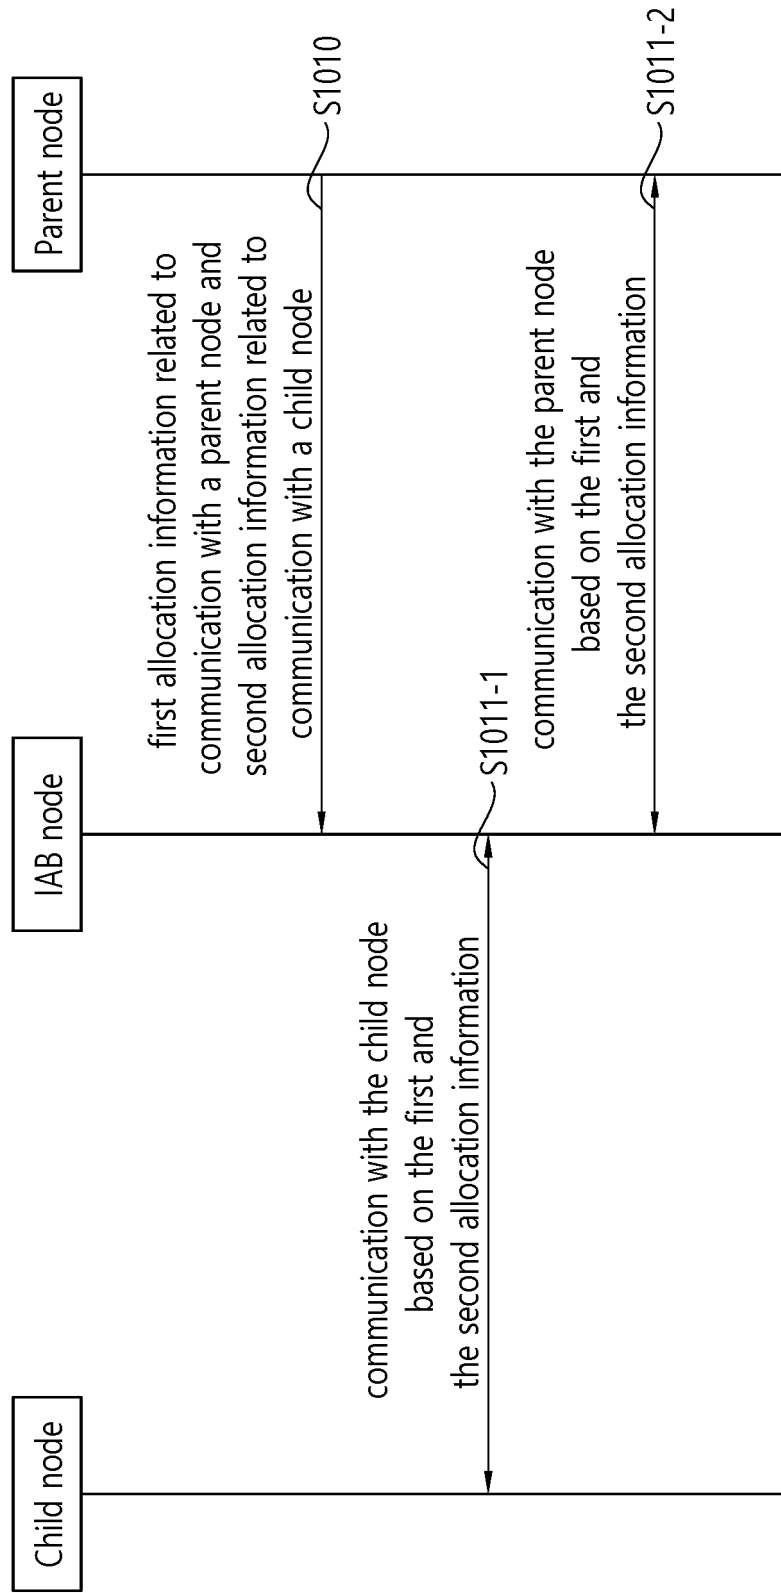 Child node
IAB node
Parent node
first allocation information related to
communication with a parent node and
second allocation information related to
communication with a child node
S1010
communication with the child node
based on the first and
the second allocation information
S1011-1
communication with the parent node
based on the first and
the second allocation information
S1011-2